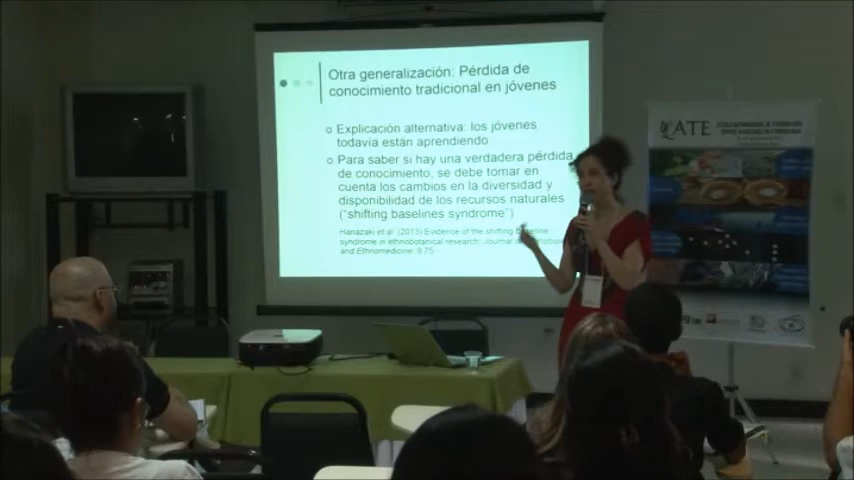 Otra generalización: Pérdida de
conocimiento tradicional en jóvenes
Explicación alternativa: los jóvenes
todavía están aprendiendo
Para saber si hay una verdadera pérdida
de conocimiento, se debe tomar en
cuenta los cambios en la diversidad y
disponibilidad de los recursos naturales
("shifting baselines syndrome")
Hanazaki et al. (2013) Evidence of the shifting baseline
syndrome in ethnobotanical research. Journal of
and Ethnomedicine 9:75
ATE